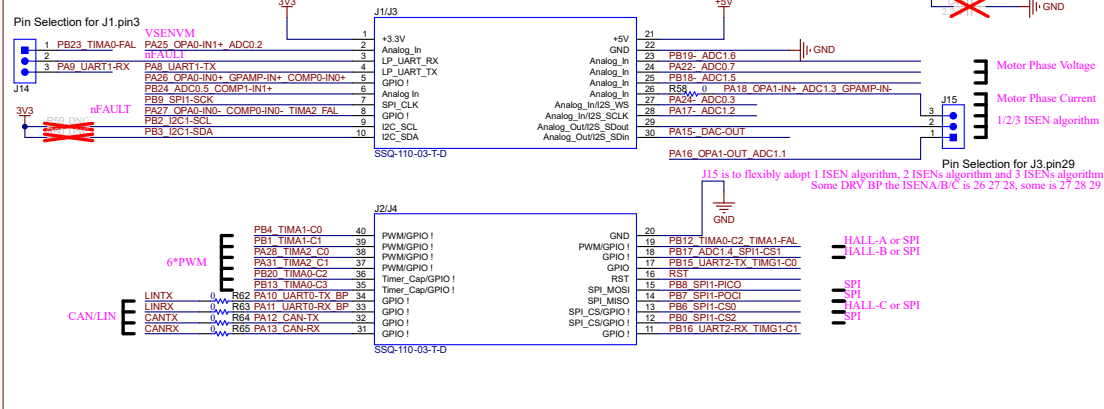 3V3
+5V
GND
Pin Selection for J1.pin3
J1/J3
VSENVM
1 +3.3V
+5V 21
1 PB23_TIMA0-FAL
PA25_OPA0-IN1+_ADC0.2 2 Analog_In
GND 22
GND
2 nFAULT 3 LP_UART_RX
Analog_In 23 PB19-_ADC1.6
3 PA9_UART1-RX
PA8_UART1-TX 4 LP_UART_TX
Analog_In 24 PA22-_ADC0.7
Motor Phase Voltage
PA26_OPA0-IN0+_GPAMP-IN+_COMP0-IN0+ 5 GPIO !
Analog_In 25 PB18-_ADC1.5
J14
PB24_ADC0.5_COMP1-IN1+ 6 Analog In
Analog_In 26 R58 0 PA18_OPA1-IN+_ADC1.3_GPAMP-IN-
PB9_SPI1-SCK 7 SPI_CLK
Analog_In/I2S_WS 27 PA24-_ADC0.3
J15
Motor Phase Current
3V3
nFAULT
PA27_OPA0-IN0-_COMP0-IN0-_TIMA2_FAL 8 GPIO !
Analog_In/I2S_SCLK 28 PA17-_ADC1.2
3
PB2_I2C1-SCL 9 I2C_SCL
Analog_Out/I2S_SDout 29
2
1/2/3 ISEN algorithm
R59 DNC
PB3_I2C1-SDA 10 I2C_SDA
Analog_Out/I2S_SDin 30 PA15-_DAC-OUT
1
SSQ-110-03-T-D
PA16_OPA1-OUT_ADC1.1
Pin Selection for J3.pin29
J15 is to flexibly adopt 1 ISEN algorithm, 2 ISENs algorithm and 3 ISENs algorithm
Some DRV BP the ISENA/B/C is 26 27 28, some is 27 28 29
J2/J4
GND
PB4_TIMA1-C0 40 PWM/GPIO !
GND 20
PB1_TIMA1-C1 39 PWM/GPIO !
PWM/GPIO ! 19 PB12_TIMA0-C2_TIMA1-FAL
HALL-A or SPI
PA28_TIMA2_C0 38 PWM/GPIO !
GPIO ! 18 PB17_ADC1.4_SPI1-CS1
HALL-B or SPI
6*PWM
PA31_TIMA2_C1 37 PWM/GPIO !
GPIO 17 PB15_UART2-TX_TIMG1-C0
PB20_TIMA0-C2 36 Timer_Cap/GPIO !
RST 16 RST
PB13_TIMA0-C3 35 Timer_Cap/GPIO !
SPI_MOSI 15 PB8_SPI1-PICO
SPI
LINTX 0 R62 PA10_UART0-TX_BP 34 GPIO !
SPI_MISO 14 PB7_SPI1-POCI
SPI
LINRX 0 R63 PA11_UART0-RX_BP 33 GPIO !
SPI_CS/GPIO ! 13 PB6_SPI1-CS0
HALL-C or SPI
CAN/LIN
CANTX 0 R64 PA12_CAN-TX 32 GPIO !
SPI_CS/GPIO ! 12 PB0_SPI1-CS2
SPI
CANRX 0 R65 PA13_CAN-RX 31 GPIO !
GPIO ! 11 PB16_UART2-RX_TIMG1-C1
SSQ-110-03-T-D